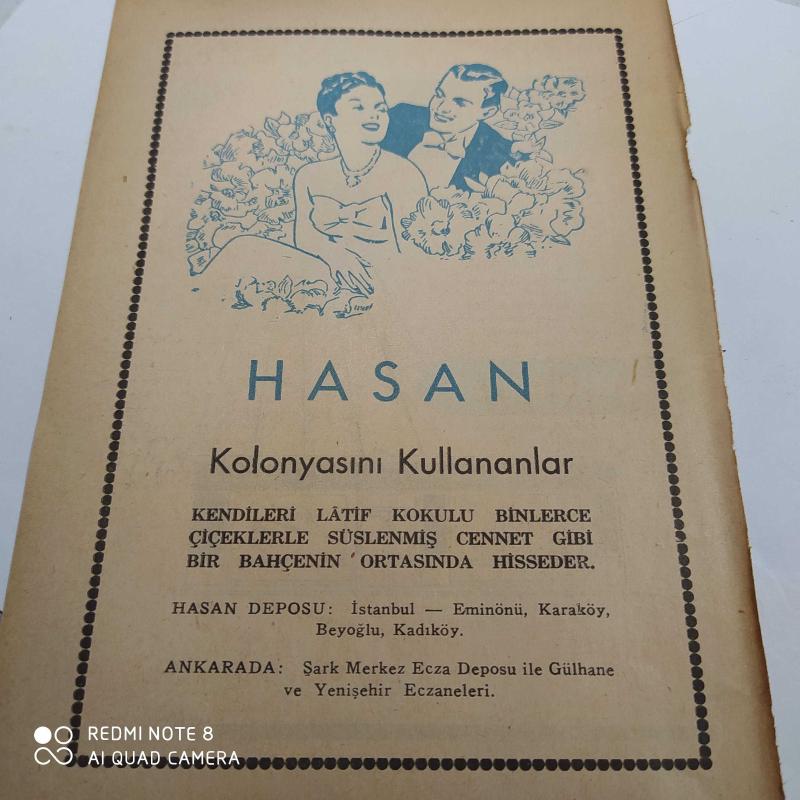 HASAN
Kolonyasını Kullananlar
KENDİLERİ LÂTİF KOKULU BİNLERCE
ÇİÇEKLERLE SÜSLENMİŞ CENNET GİBİ
BİR BAHÇENİN ORTASINDA HİSSEDER.
HASAN DEPOSU: İstanbul — Eminönü, Karaköy,
Beyoğlu, Kadıköy.
ANKARADA: Şark Merkez Ecza Deposu ile Gülhane
ve Yenişehir Eczaneleri.
REDMI NOTE 8
AI QUAD CAMERA